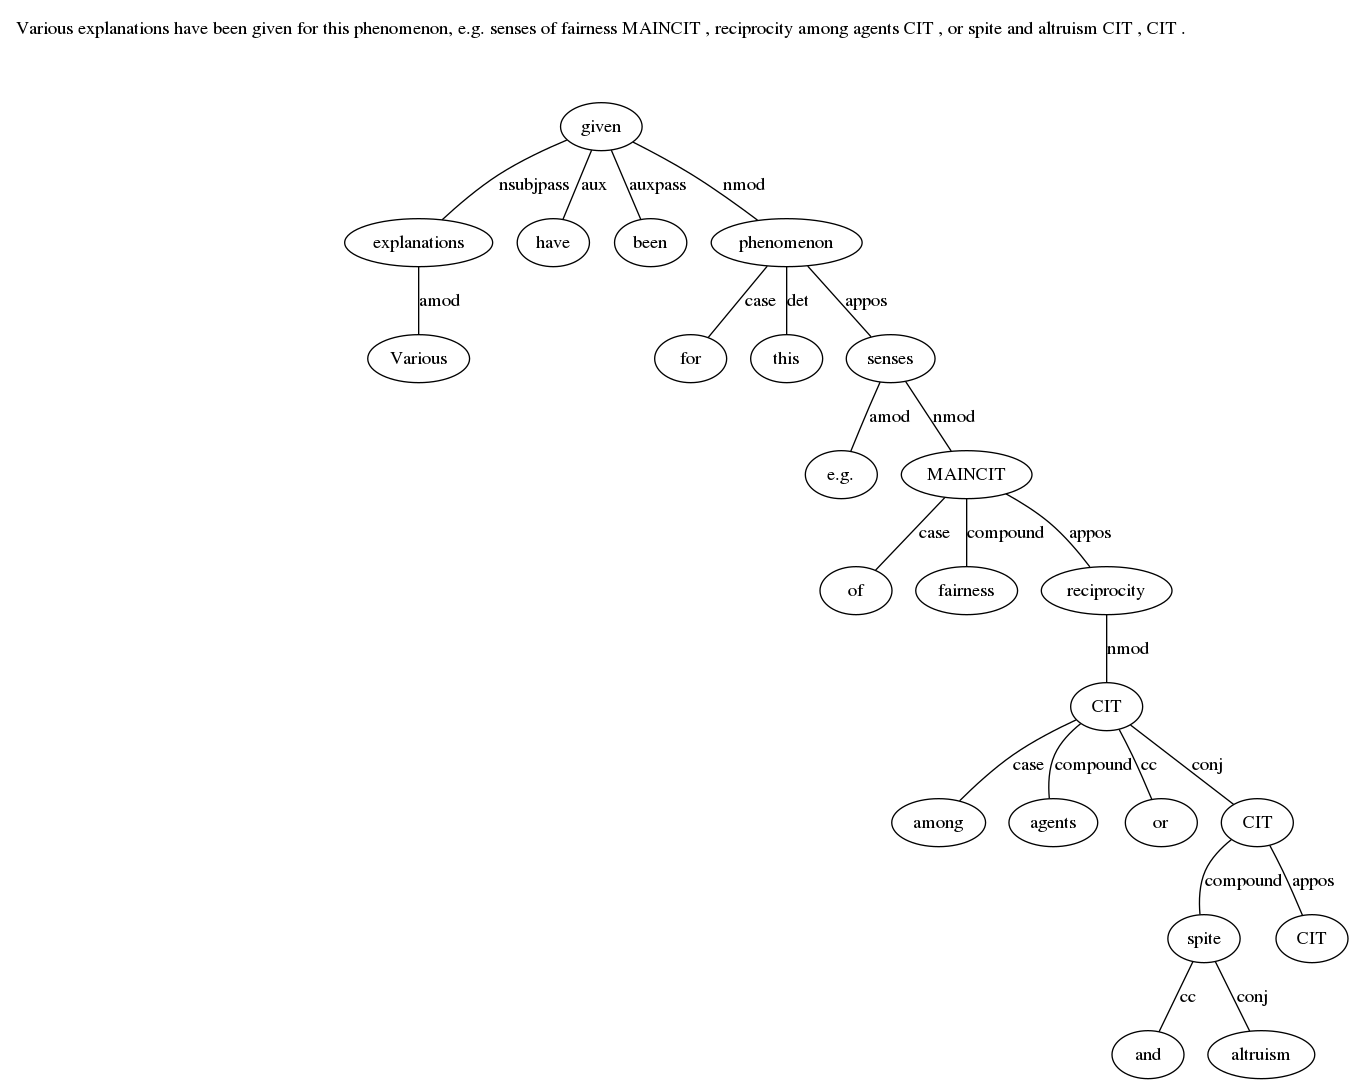 Various explanations have been given for this phenomenon, e.g. senses of fairness MAINCIT , reciprocity among agents CIT , or spite and altruism CIT , CIT .
given
nsubjpass aux auxpass nmod
explanations have been phenomenon
amod case det appos
Various for this senses
amod nmod
e.g. MAINCIT
case compound appos
of fairness reciprocity
nmod
CIT
case compound cc conj
among agents or CIT
compound appos
spite CIT
cc conj
and altruism